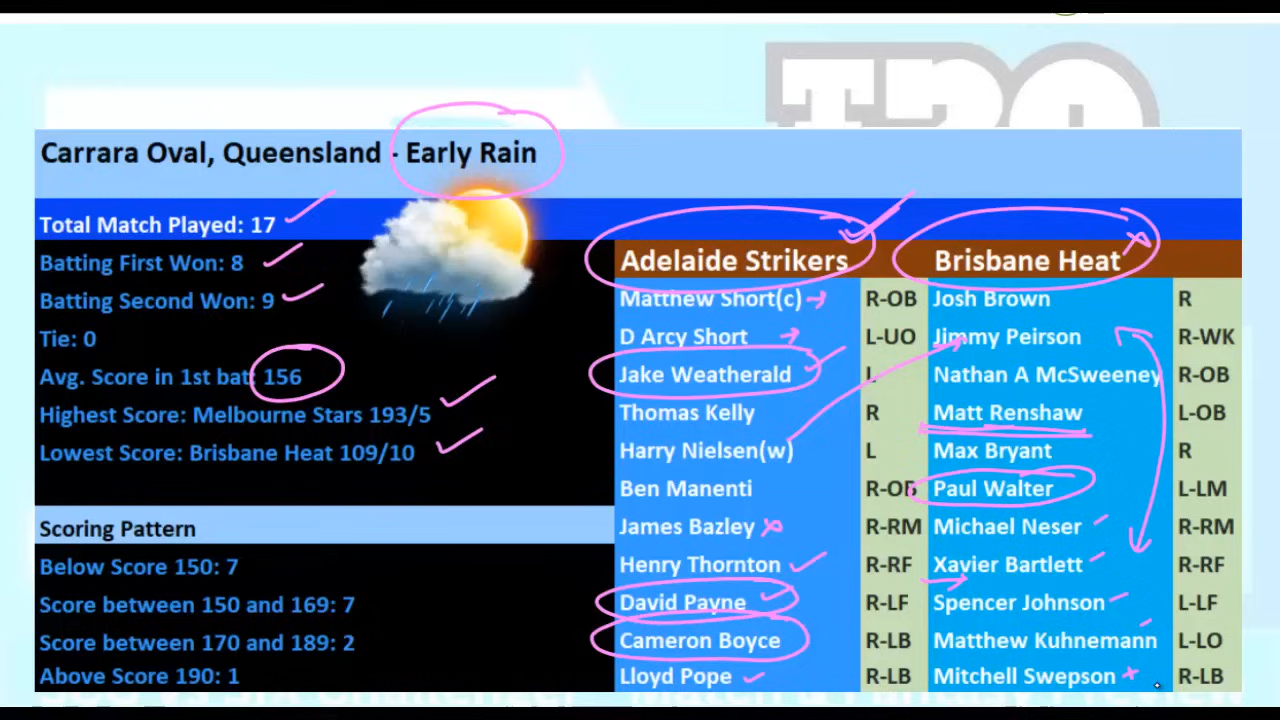 T20
Carrara Oval, Queensland - Early Rain
Total Match Played: 17
Batting First Won: 8
Batting Second Won: 9
Tie: 0
Avg. Score in 1st bat: 156
Highest Score: Melbourne Stars 193/5
Lowest Score: Brisbane Heat 109/10
Scoring Pattern
Below Score 150: 7
Score between 150 and 169: 7
Score between 170 and 189: 2
Above Score 190: 1
Adelaide Strikers Brisbane Heat
Matthew Short(c) R-OB Josh Brown R
D Arcy Short L-UO Jimmy Peirson R-WK
Jake Weatherald L Nathan A McSweeney R-OB
Thomas Kelly R Matt Renshaw L-OB
Harry Nielsen(w) L Max Bryant R
Ben Manenti R-OB Paul Walter L-LM
James Bazley R-RM Michael Neser R-RM
Henry Thornton R-RF Xavier Bartlett R-RF
David Payne R-LF Spencer Johnson L-LF
Cameron Boyce R-LB Matthew Kuhnemann L-LO
Lloyd Pope R-LB Mitchell Swepson R-LB